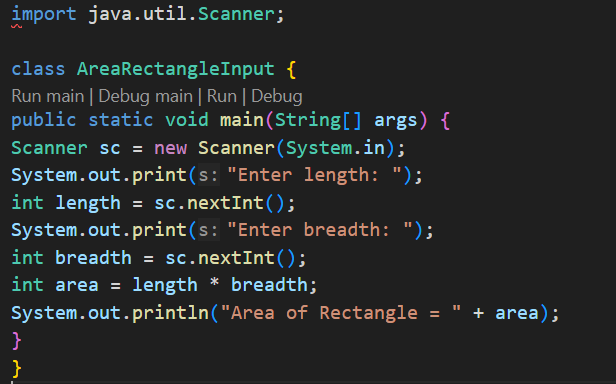 import java.util.Scanner;
class AreaRectangleInput {
Run main | Debug main | Run | Debug
public static void main(String[] args) {
Scanner sc = new Scanner(System.in);
System.out.print(s: "Enter length: ");
int length = sc.nextInt();
System.out.print(s: "Enter breadth: ");
int breadth = sc.nextInt();
int area = length * breadth;
System.out.println("Area of Rectangle = " + area);
}
}